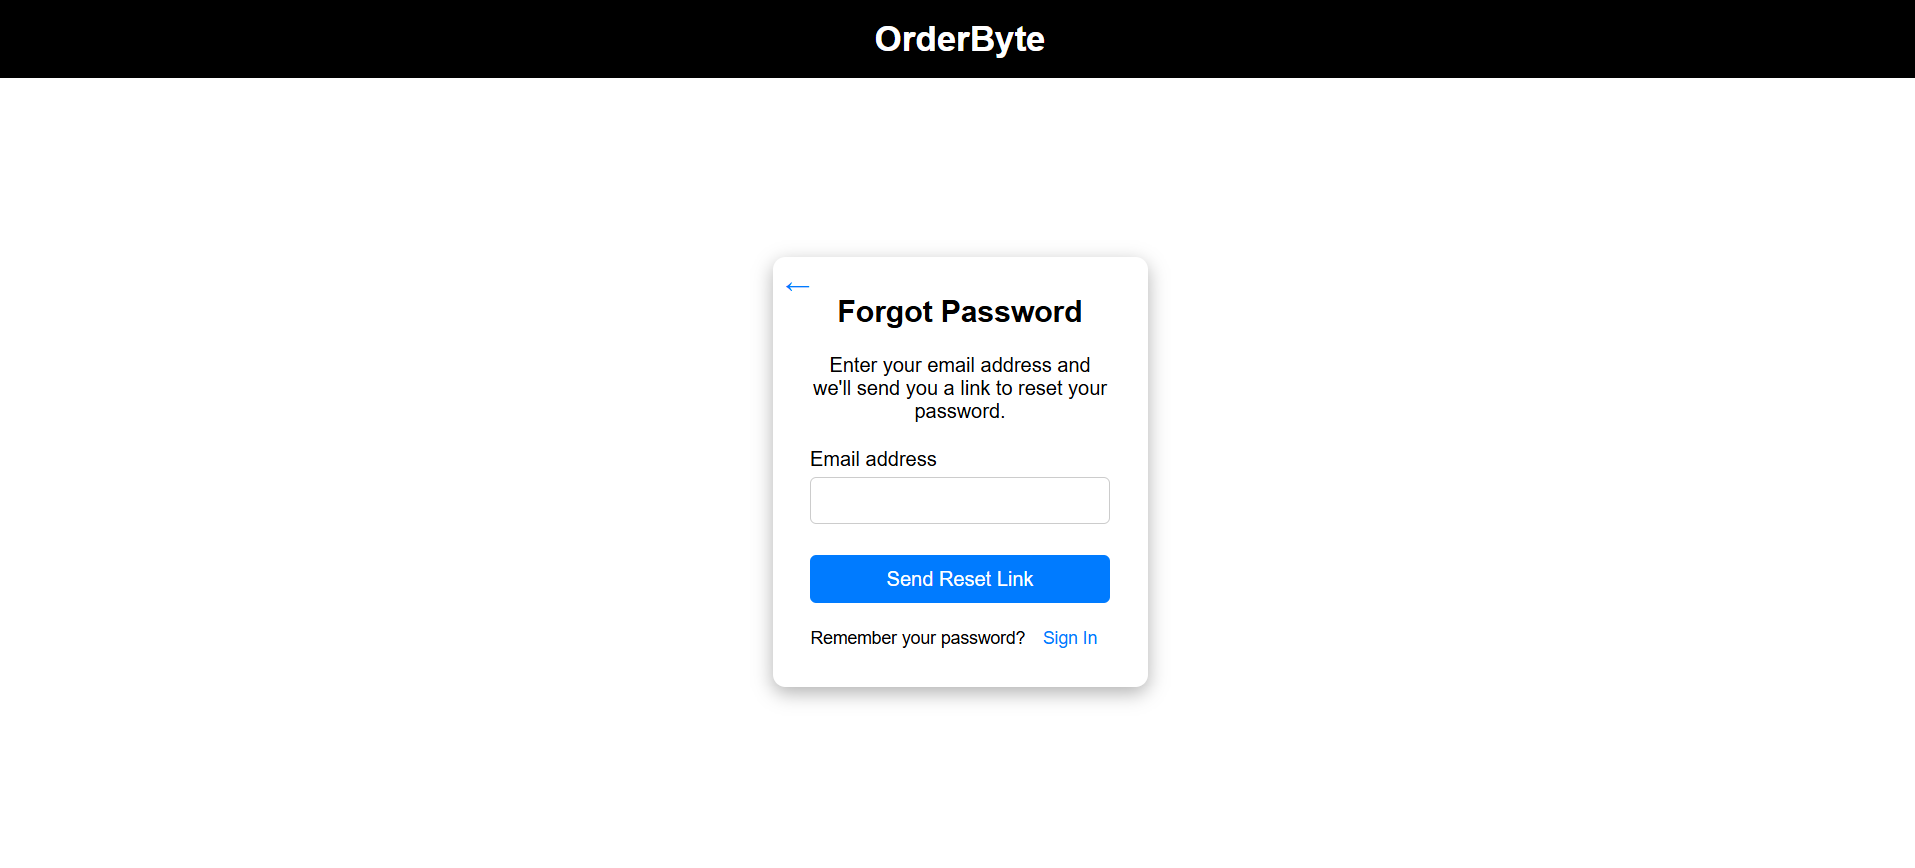 OrderByte
←
Forgot Password
Enter your email address and
we'll send you a link to reset your
password.
Email address
Send Reset Link
Remember your password? Sign In